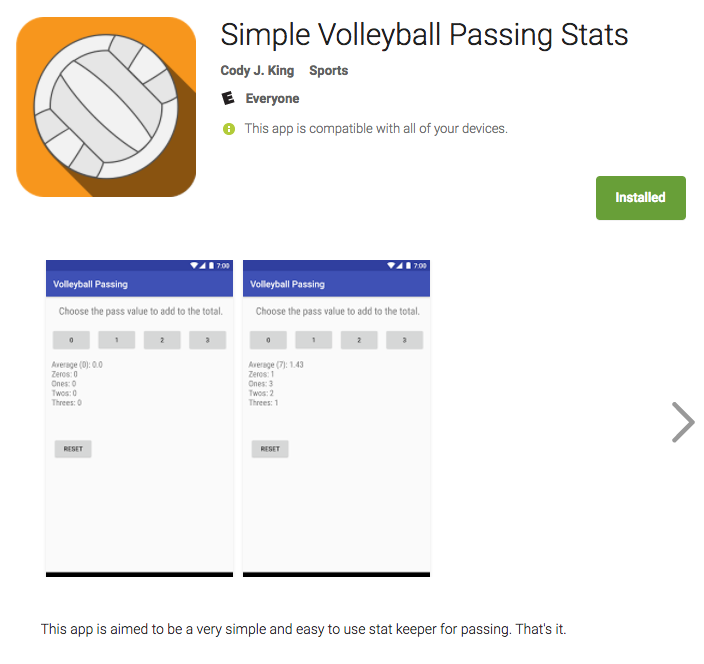 Simple Volleyball Passing Stats
Cody J. King Sports
E Everyone
This app is compatible with all of your devices.
Installed
7:00
Volleyball Passing
Choose the pass value to add to the total.
0 1 2 3
Average (0): 0.0
Zeros: 0
Ones: 0
Twos: 0
Threes: 0
RESET
7:00
Volleyball Passing
Choose the pass value to add to the total.
0 1 2 3
Average (7): 1.43
Zeros: 1
Ones: 3
Twos: 2
Threes: 1
RESET
This app is aimed to be a very simple and easy to use stat keeper for passing. That's it.